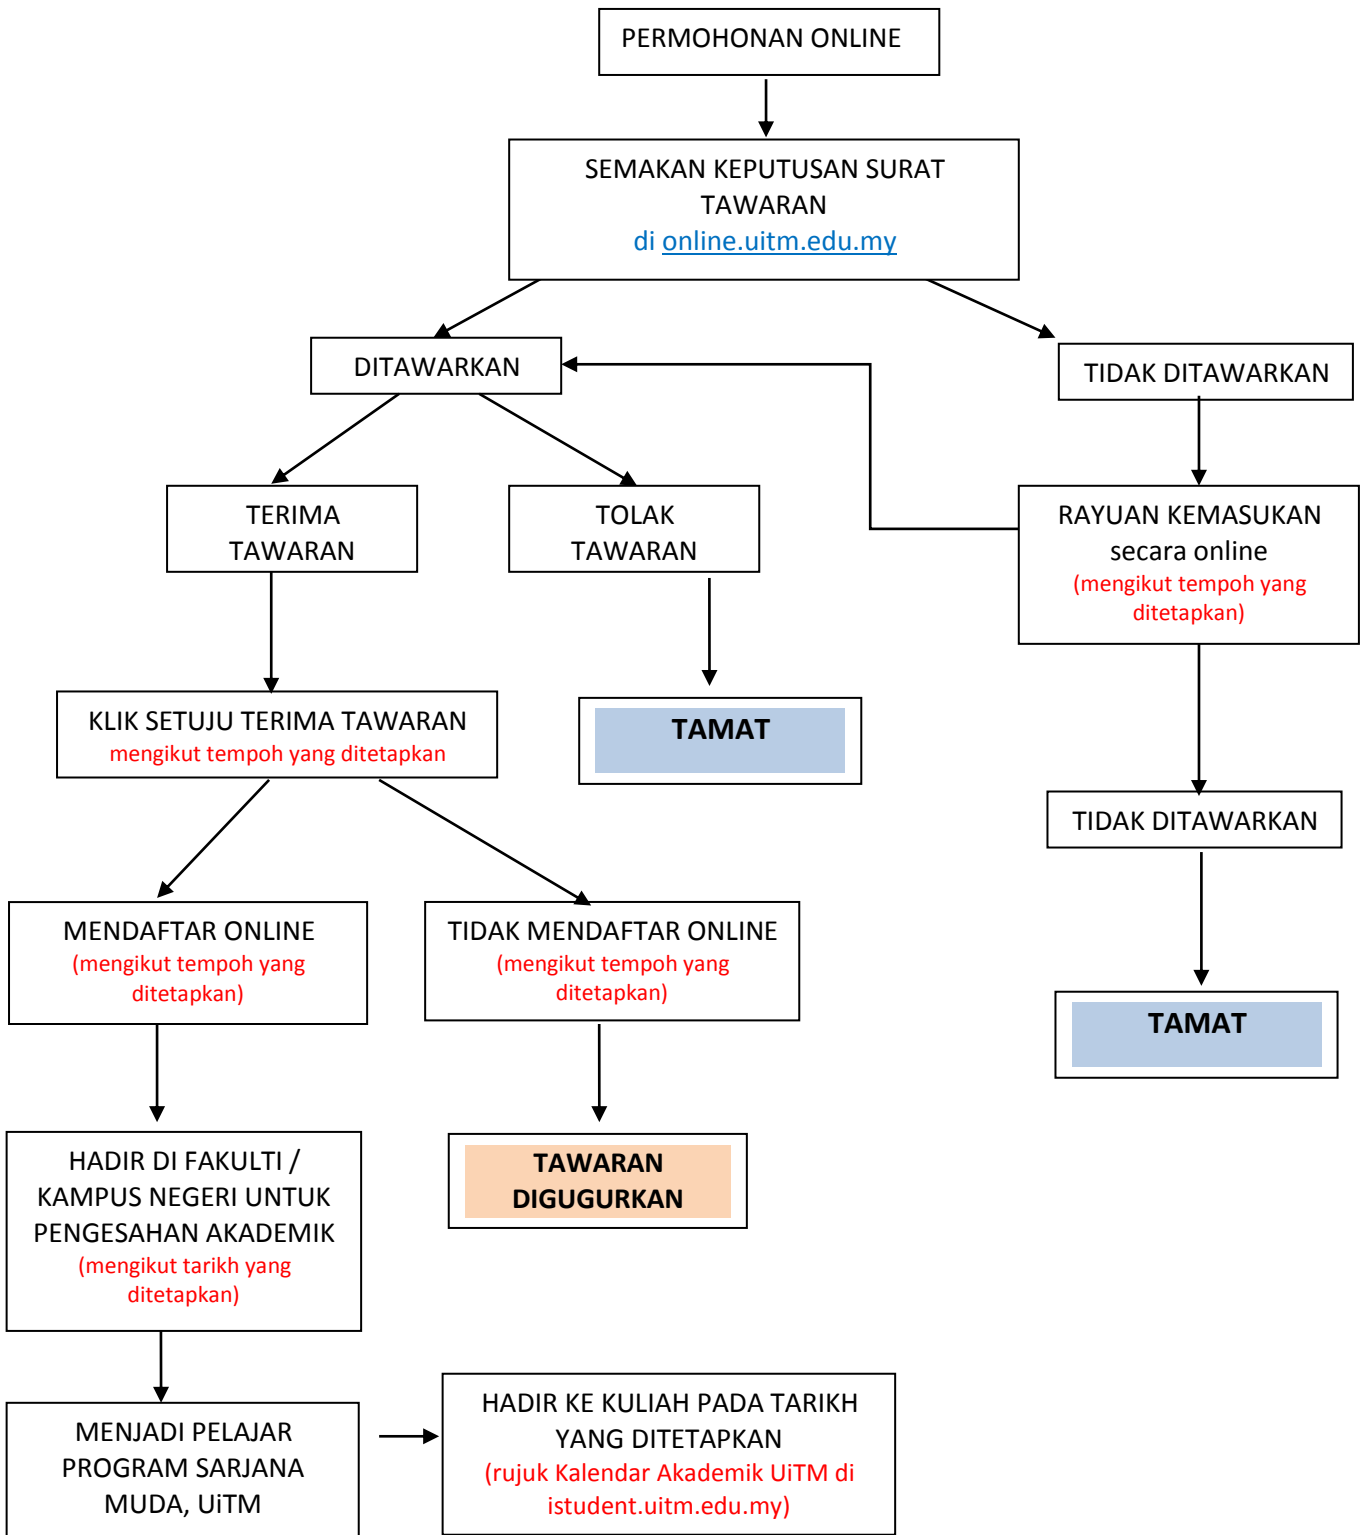 PERMOHONAN ONLINE
SEMAKAN KEPUTUSAN SURAT
TAWARAN
di online.uitm.edu.my
DITAWARKAN
TIDAK DITAWARKAN
TERIMA
TAWARAN
TOLAK
TAWARAN
RAYUAN KEMASUKAN
secara online
(mengikut tempoh yang
ditetapkan)
KLIK SETUJU TERIMA TAWARAN
mengikut tempoh yang ditetapkan
TAMAT
TIDAK DITAWARKAN
MENDAFTAR ONLINE
(mengikut tempoh yang
ditetapkan)
TIDAK MENDAFTAR ONLINE
(mengikut tempoh yang
ditetapkan)
TAMAT
HADIR DI FAKULTI /
KAMPUS NEGERI UNTUK
PENGESAHAN AKADEMIK
(mengikut tarikh yang
ditetapkan)
TAWARAN
DIGUGURKAN
MENJADI PELAJAR
PROGRAM SARJANA
MUDA, UiTM
HADIR KE KULIAH PADA TARIKH
YANG DITETAPKAN
(rujuk Kalendar Akademik UiTM di
istudent.uitm.edu.my)